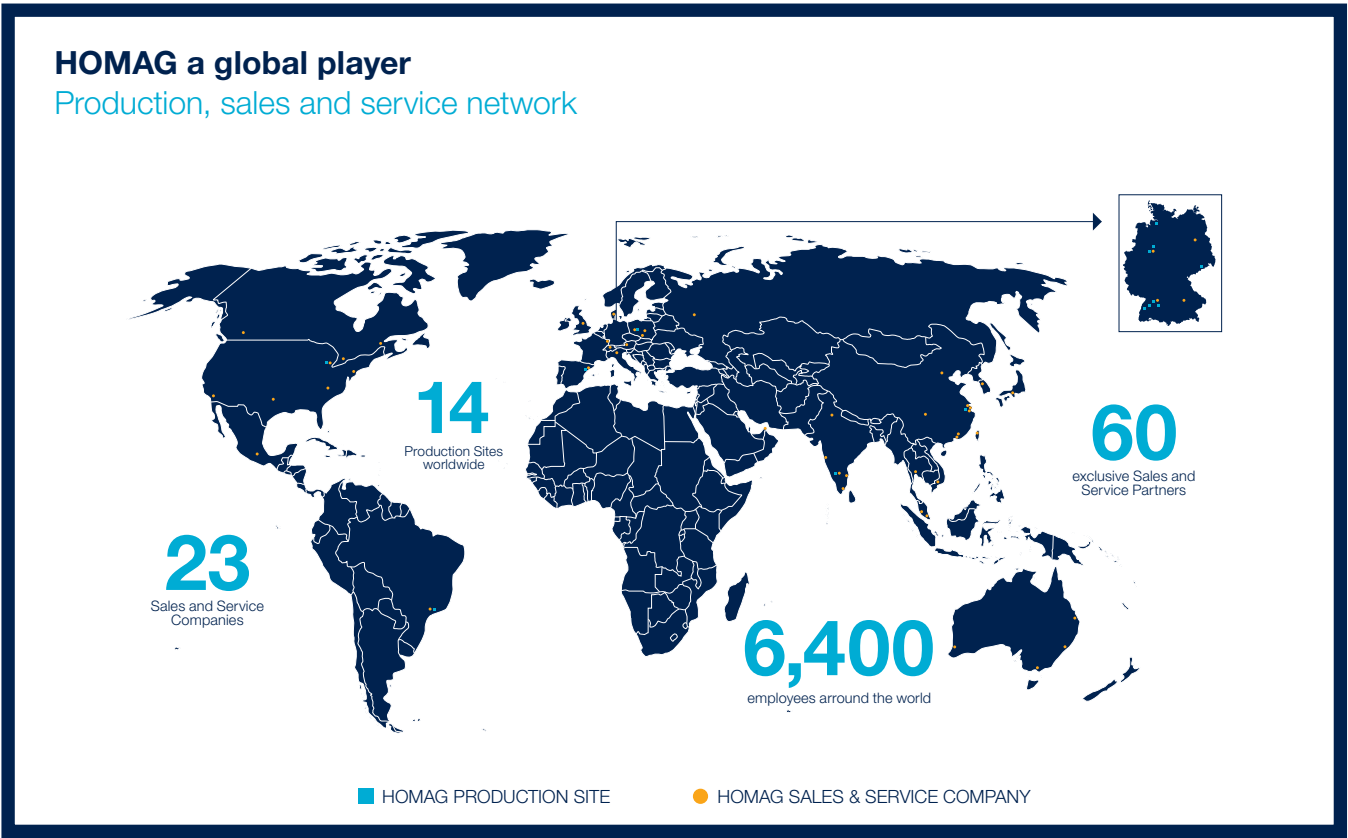 HOMAG a global player
Production, sales and service network
14
Production Sites
worldwide
60
exclusive Sales and
Service Partners
23
Sales and Service
Companies
6,400
employees arround the world
HOMAG PRODUCTION SITE
HOMAG SALES & SERVICE COMPANY